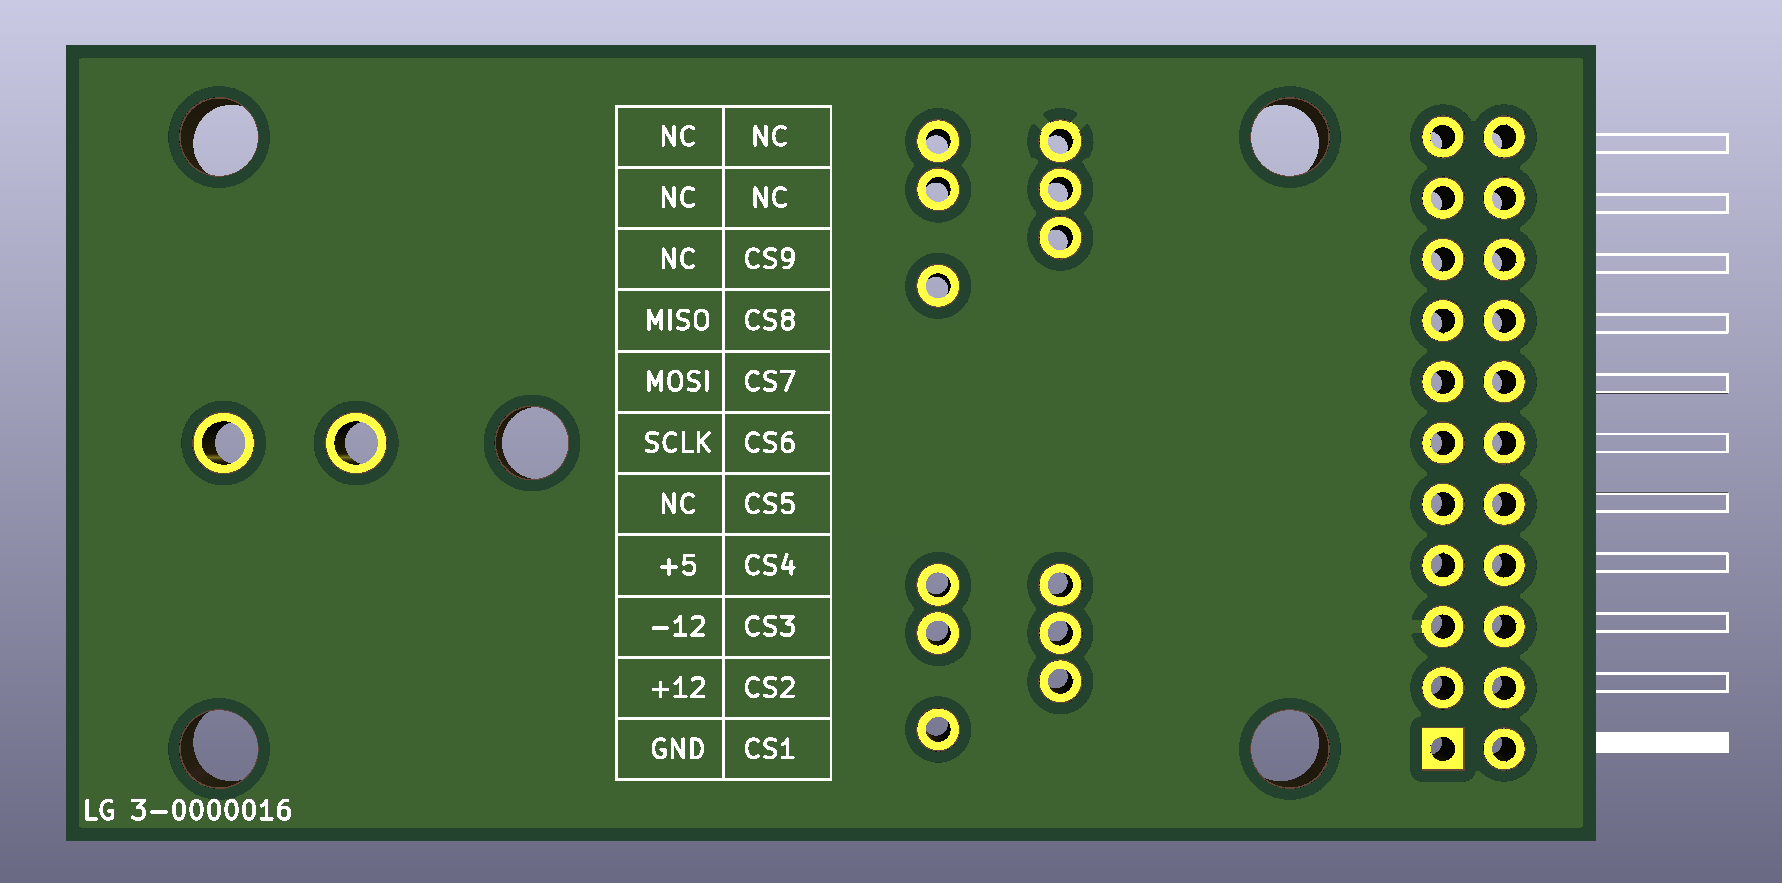 NC NC
NC NC
NC CS9
MISO CS8
MOSI CS7
SCLK CS6
NC CS5
+5 CS4
-12 CS3
+12 CS2
GND CS1
LG 3-0000016